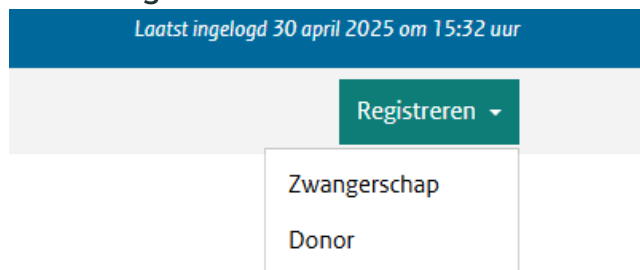 Laatst ingelogd 30 april 2025 om 15:32 uur
Registreren
Zwangerschap
Donor